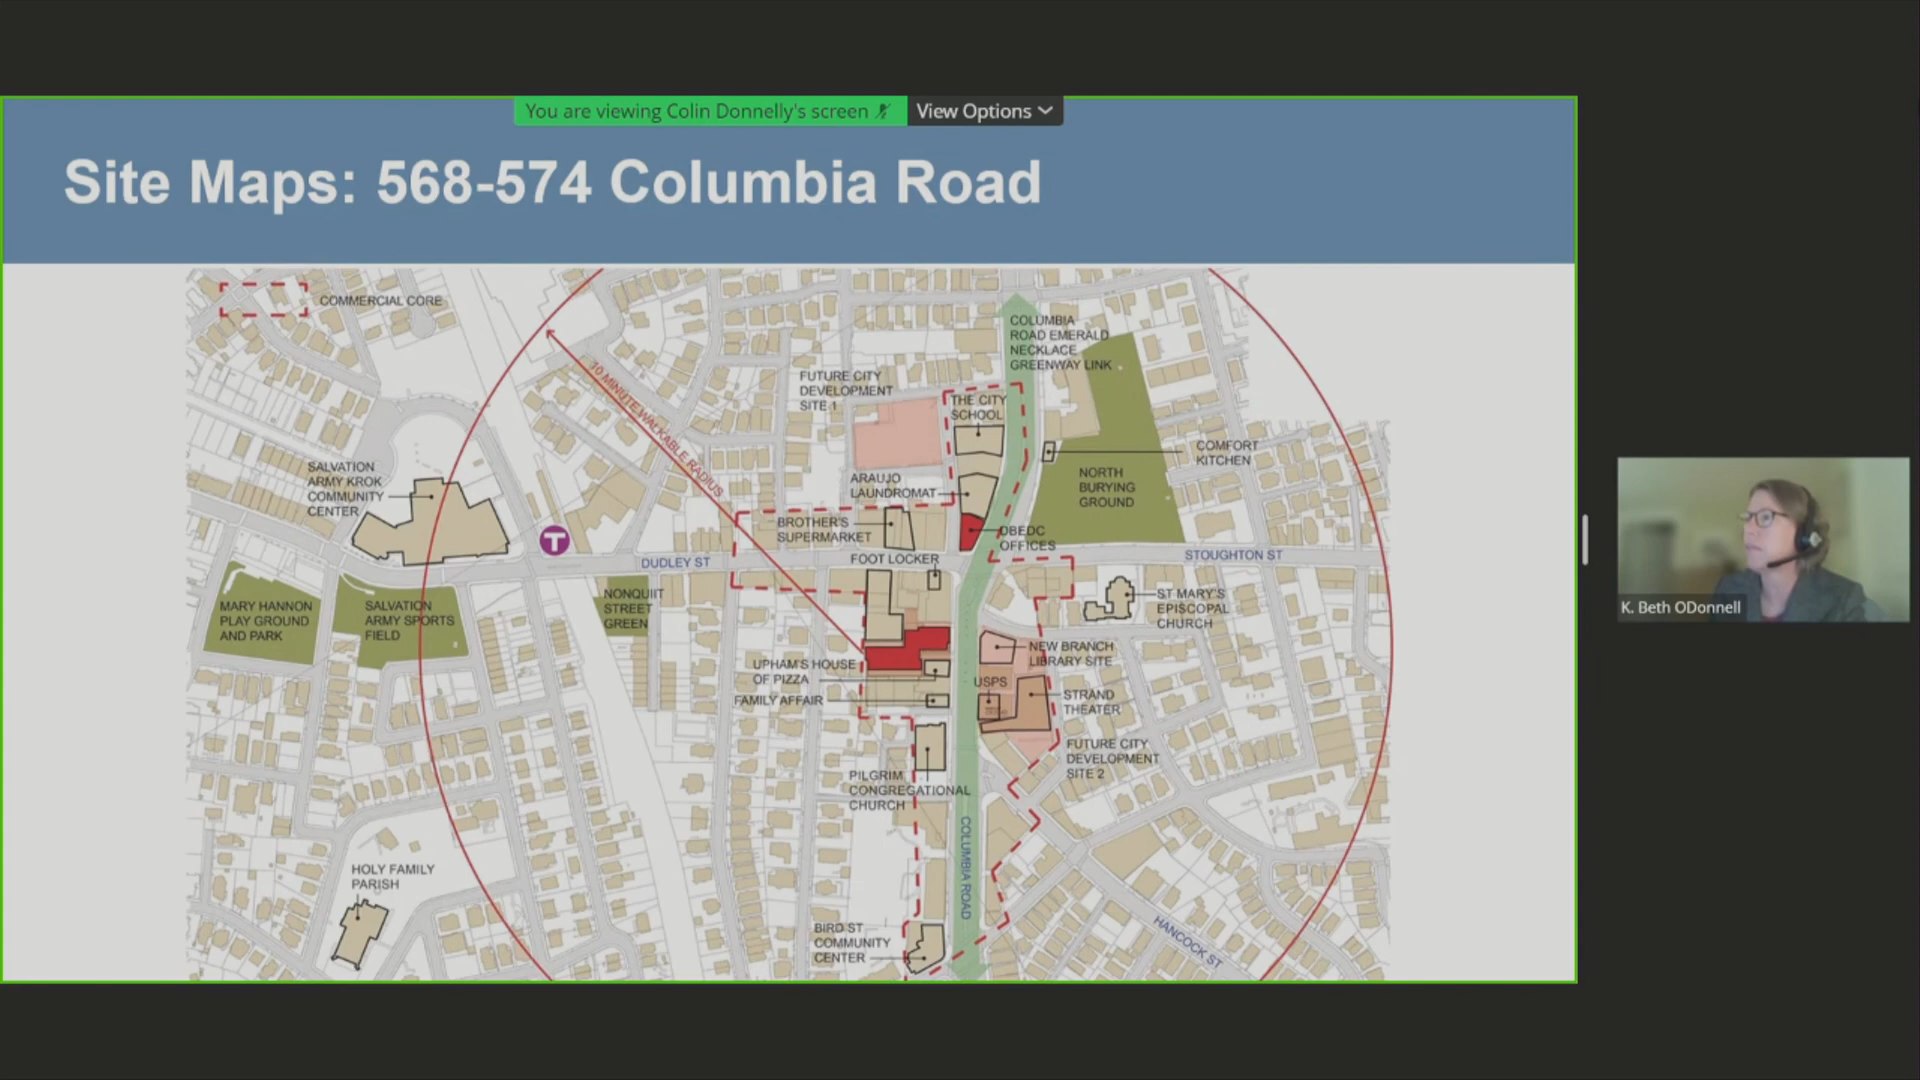 You are viewing Colin Donnelly's screen
View Options
Site Maps: 568-574 Columbia Road
COMMERCIAL CORE
10 MINUTE WALKABLE RADIUS
COLUMBIA
ROAD EMERALD
NECKLACE
GREENWAY LINK
FUTURE CITY
DEVELOPMENT
SITE 1
THE CITY
SCHOOL
COMFORT
KITCHEN
SALVATION
ARMY KROK
COMMUNITY
CENTER
ARAUJO
LAUNDROMAT
NORTH
BURYING
GROUND
BROTHER'S
SUPERMARKET
DBEDC
OFFICES
T
DUDLEY ST
FOOT LOCKER
STOUGHTON ST
MARY HANNON
PLAY GROUND
AND PARK
SALVATION
ARMY SPORTS
FIELD
NONQUIT
STREET
GREEN
ST MARY'S
EPISCOPAL
CHURCH
K. Beth ODonnell
UPHAM'S HOUSE
OF PIZZA
NEW BRANCH
LIBRARY SITE
FAMILY AFFAIR
USPS
STRAND
THEATER
FUTURE CITY
DEVELOPMENT
SITE 2
PILGRIM
CONGREGATIONAL
CHURCH
COLUMBIA ROAD
HOLY FAMILY
PARISH
BIRD ST
COMMUNITY
CENTER
HANCOCK ST